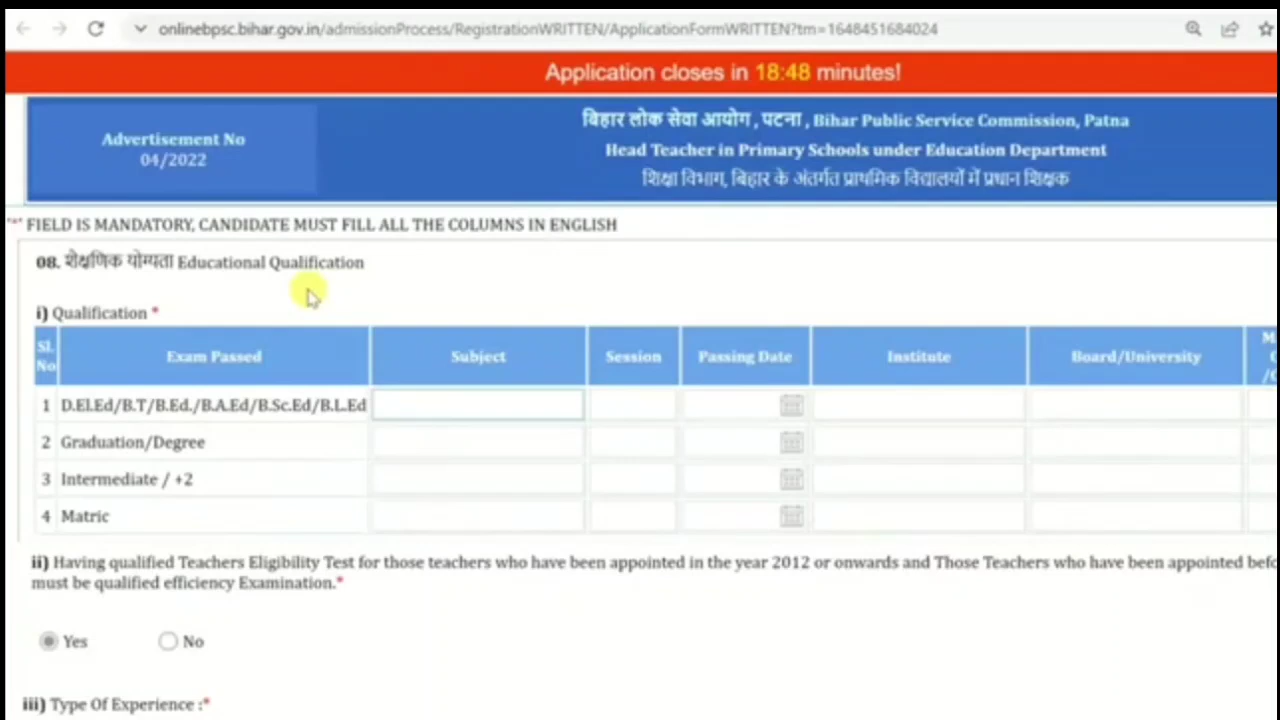 onlinebpsc.bihar.gov.in/admissionProcess/RegistrationWRITTEN/ApplicationFormWRITTEN?tm=1648451684024
Application closes in 18:48 minutes!
Advertisement No
04/2022
बिहार लोक सेवा आयोग , पटना , Bihar Public Service Commission, Patna
Head Teacher in Primary Schools under Education Department
शिक्षा विभाग, बिहार के अंतर्गत प्राथमिक विद्यालयों में प्रधान शिक्षक
"*" FIELD IS MANDATORY, CANDIDATE MUST FILL ALL THE COLUMNS IN ENGLISH
08. शैक्षणिक योग्यता Educational Qualification
i) Qualification *
Sl. No Exam Passed Subject Session Passing Date Institute Board/University
1 D.El.Ed/B.T/B.Ed./B.A.Ed/B.Sc.Ed/B.L.Ed
2 Graduation/Degree
3 Intermediate / +2
4 Matric
ii) Having qualified Teachers Eligibility Test for those teachers who have been appointed in the year 2012 or onwards and Those Teachers who have been appointed
must be qualified efficiency Examination.*
Yes No
iii) Type Of Experience :*